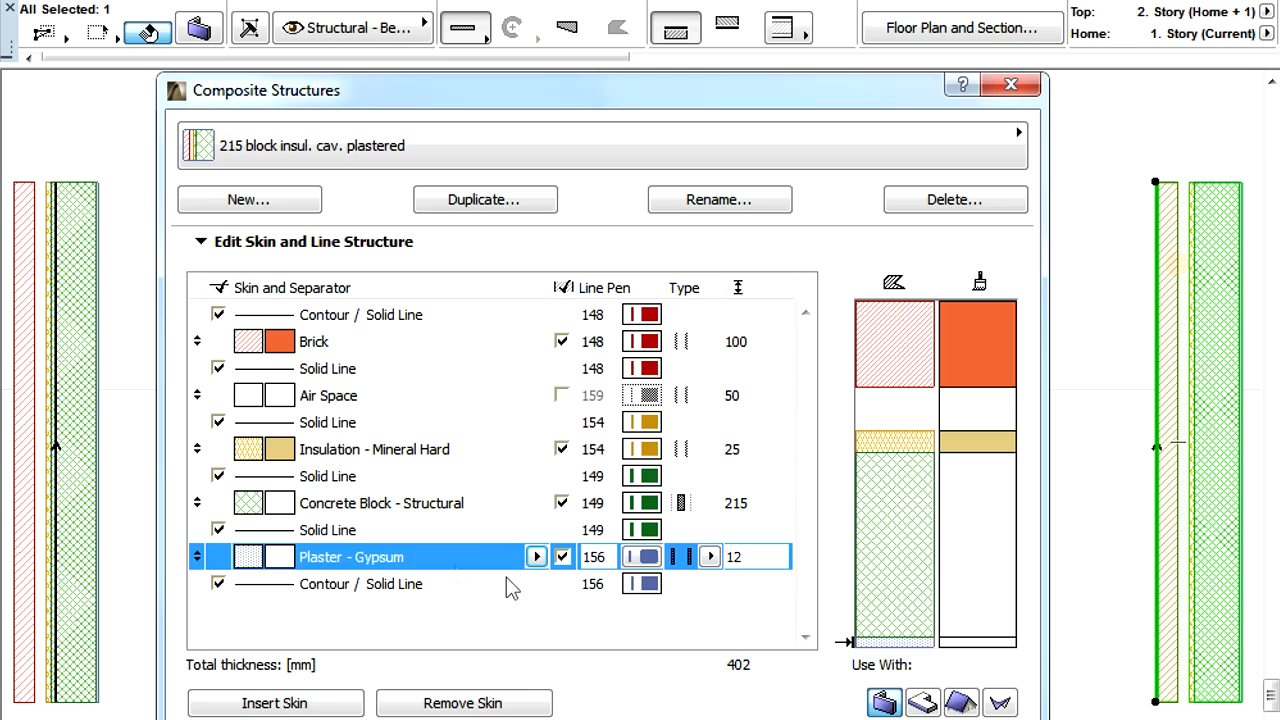 All Selected: 1
Structural - Be...
Floor Plan and Section...
Top: 2. Story (Home + 1)
Home: 1. Story (Current)
Composite Structures
215 block insul. cav. plastered
New... Duplicate... Rename... Delete...
Edit Skin and Line Structure
Skin and Separator Line Pen Type
Contour / Solid Line 148
Brick 148 100
Solid Line 148
Air Space 159 50
Solid Line 154
Insulation - Mineral Hard 154 25
Solid Line 149
Concrete Block - Structural 149 215
Solid Line 149
Plaster - Gypsum 156 12
Contour / Solid Line 156
Total thickness: [mm] 402 Use With:
Insert Skin Remove Skin